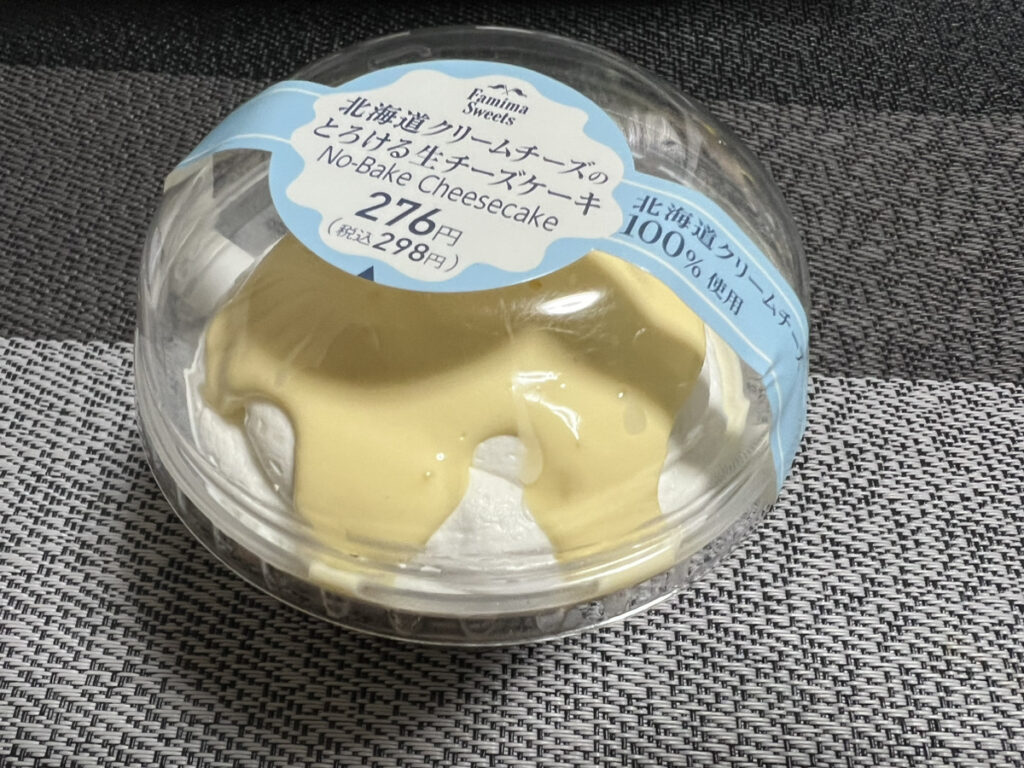 Famima
Sweets
北海道クリームチーズの
とろける生チーズケーキ
No-Bake Cheesecake
276円
(税込298円)
北海道クリームチーズ
100%使用